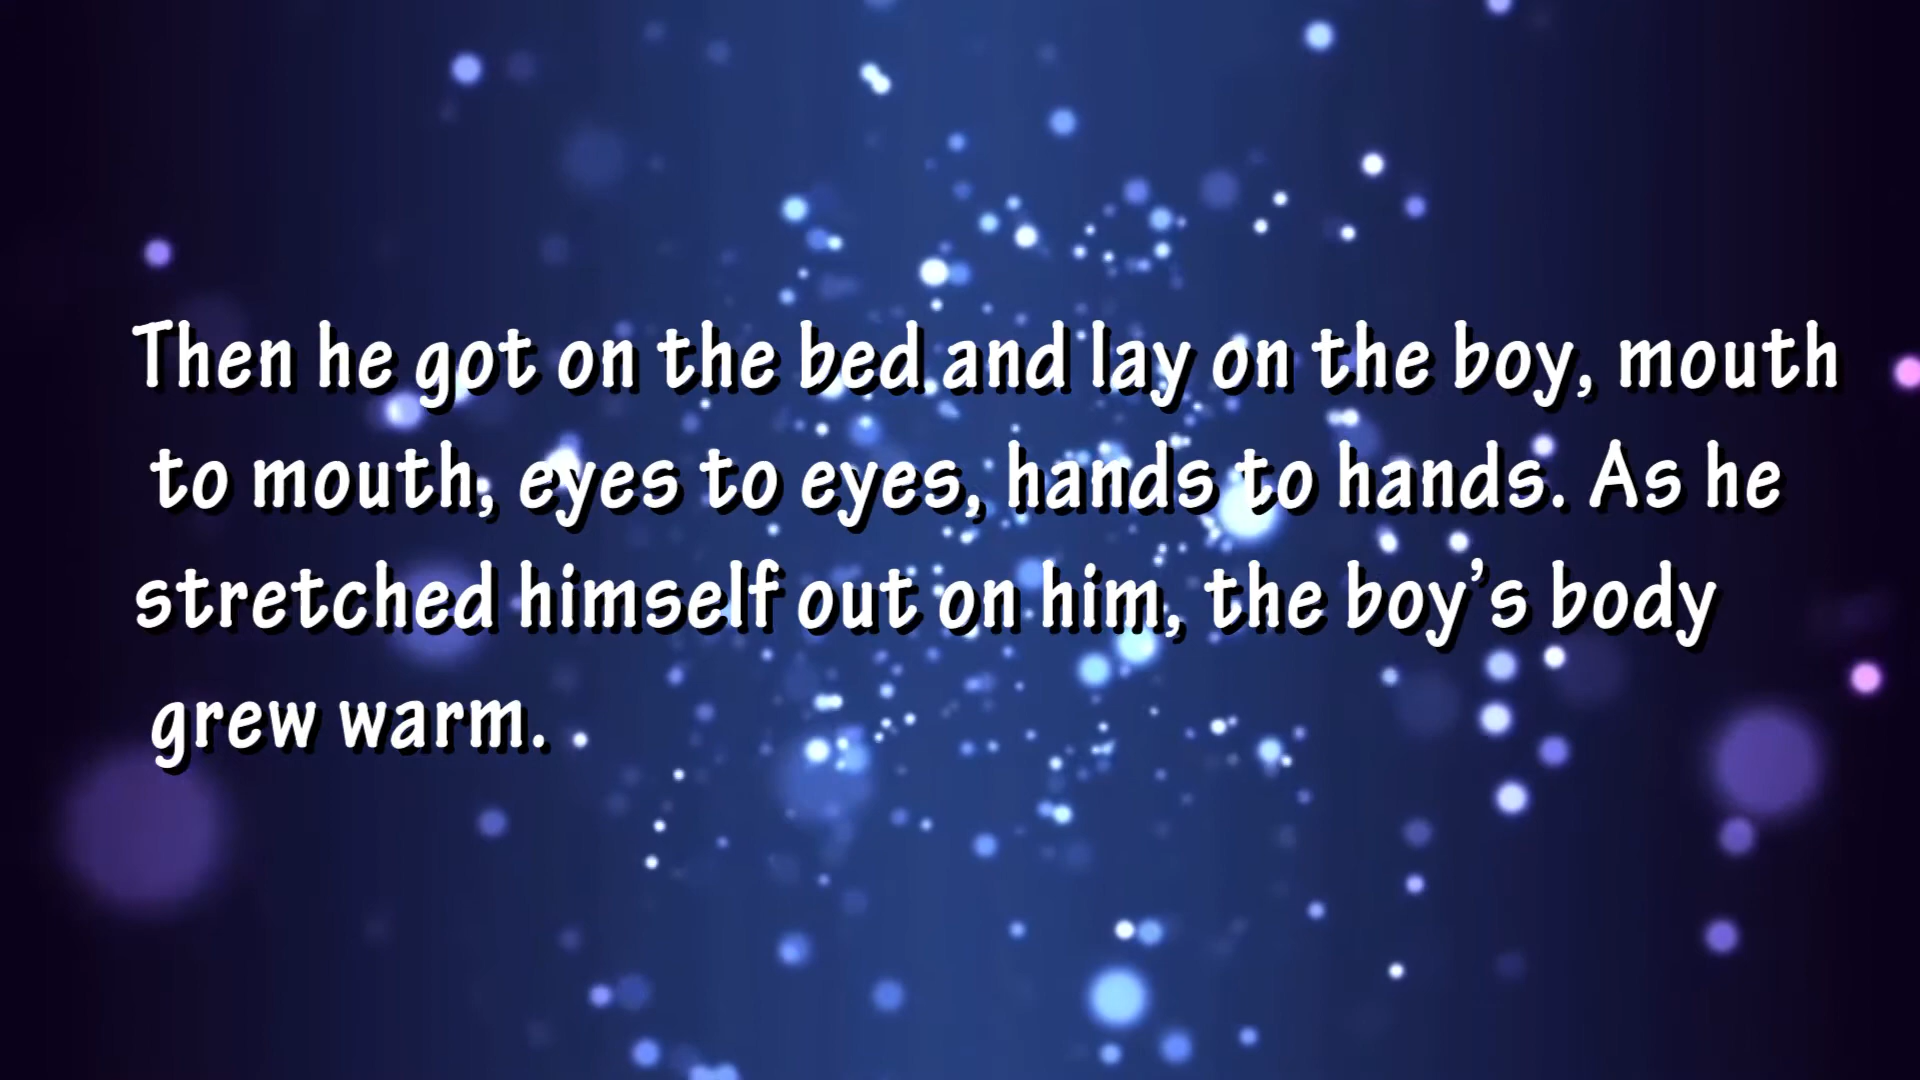 Then he got on the bed and lay on the boy, mouth
to mouth, eyes to eyes, hands to hands. As he
stretched himself out on him, the boy’s body
grew warm.